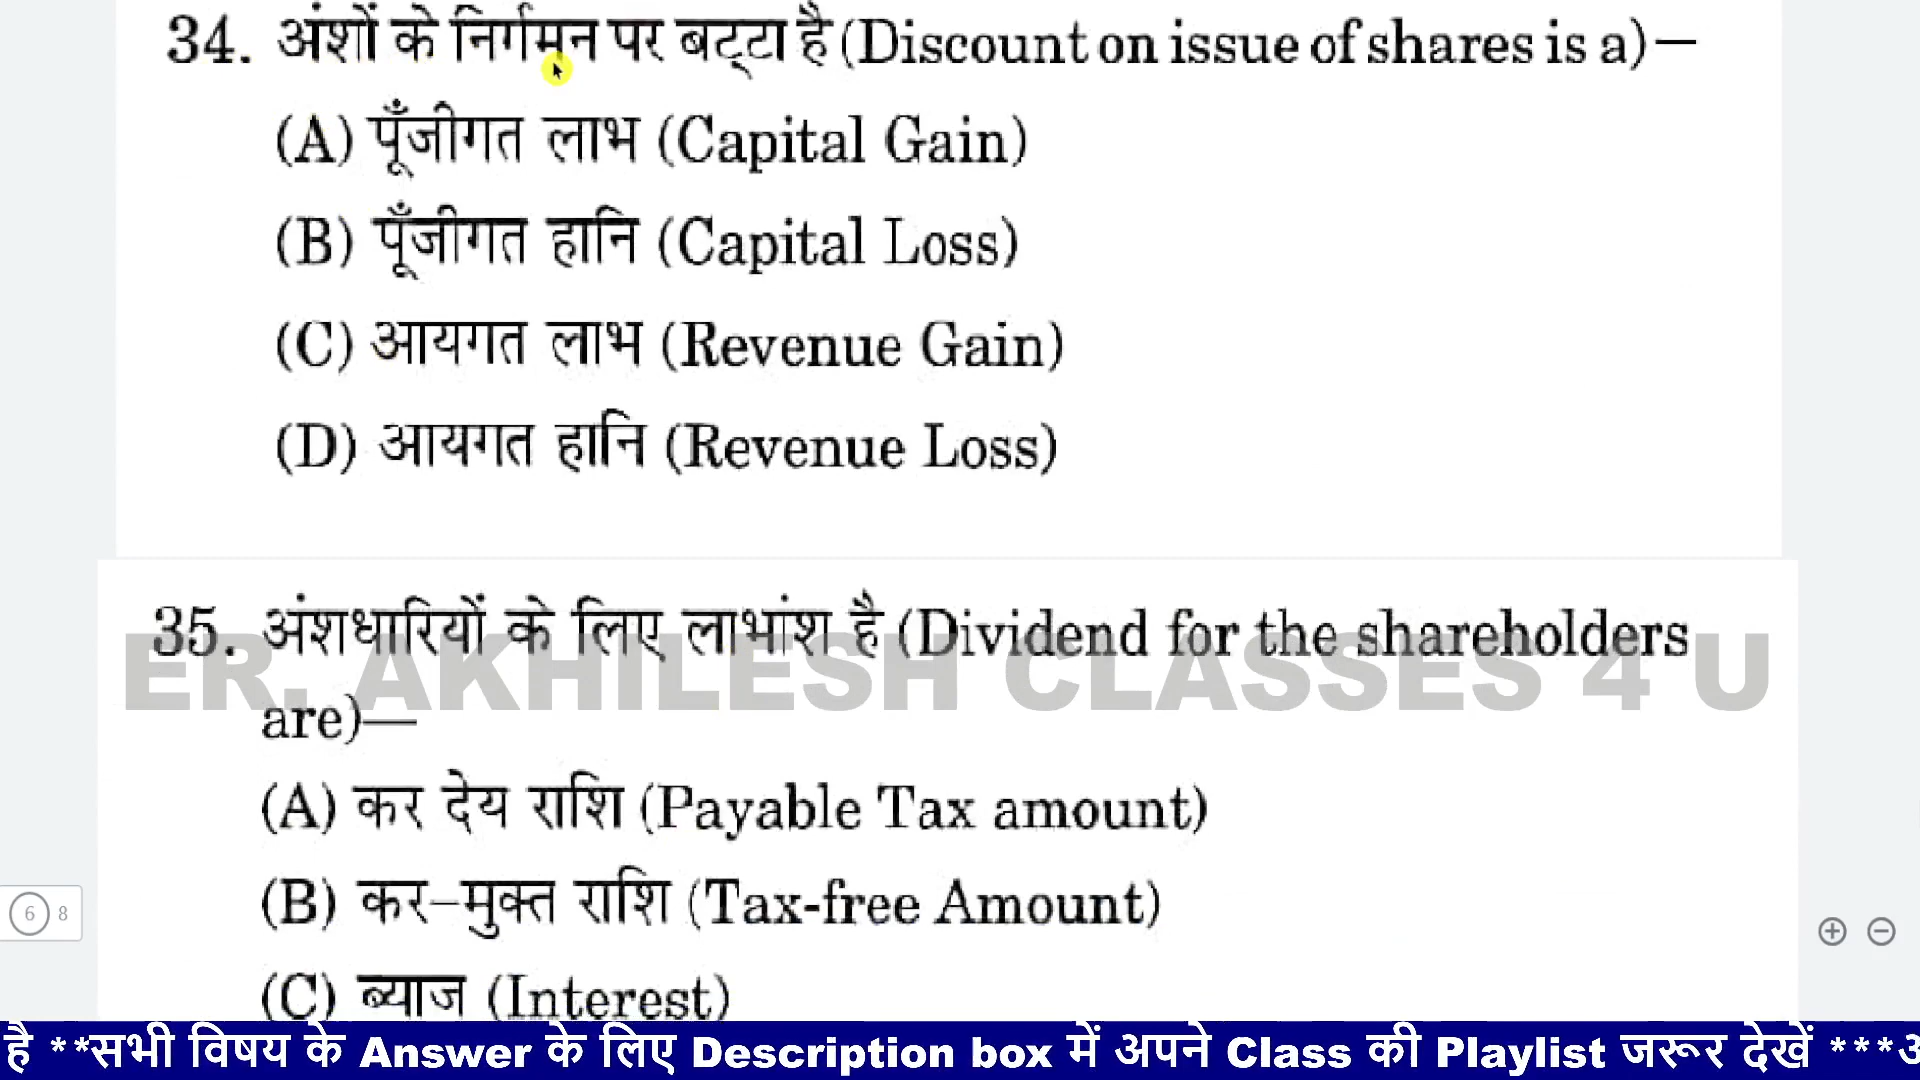 34. अंशों के निर्गमन पर बट्टा है (Discount on issue of shares is a)—
(A) पूँजीगत लाभ (Capital Gain)
(B) पूँजीगत हानि (Capital Loss)
(C) आयगत लाभ (Revenue Gain)
(D) आयगत हानि (Revenue Loss)
35. अंशधारियों के लिए लाभांश है (Dividend for the shareholders
ER. AKHILESH CLASSES 4 U
are)—
(A) कर देय राशि (Payable Tax amount)
(B) कर-मुक्त राशि (Tax-free Amount)
6 8
(C) ब्याज (Interest)
है **सभी विषय के Answer के लिए Description box में अपने Class की Playlist जरूर देखें ***